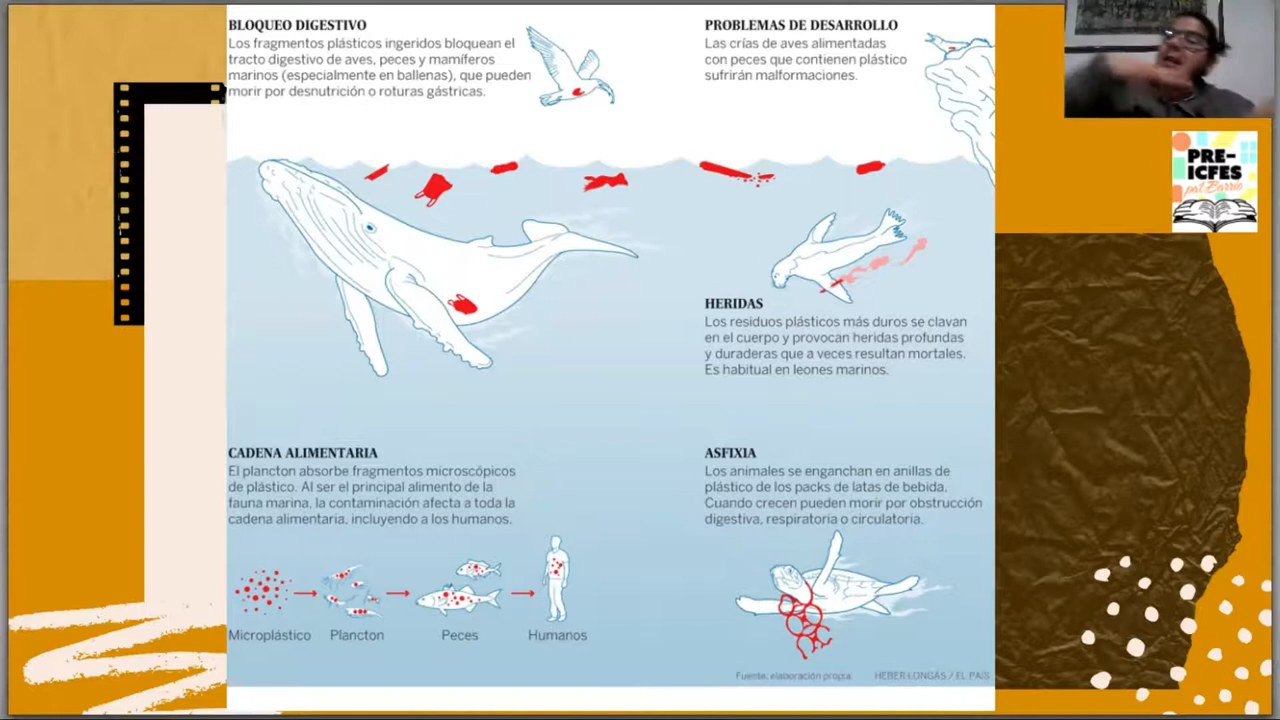 BLOQUEO DIGESTIVO
Los fragmentos plásticos ingeridos bloquean el
tracto digestivo de aves, peces y mamíferos
marinos (especialmente en ballenas), que pueden
morir por desnutrición o roturas gástricas.
PROBLEMAS DE DESARROLLO
Las crías de aves alimentadas
con peces que contienen plástico
sufrirán malformaciones.
PRE-
ICFES
pa'l Barrio
HERIDAS
Los residuos plásticos más duros se clavan
en el cuerpo y provocan heridas profundas
y duraderas que a veces resultan mortales.
Es habitual en leones marinos.
CADENA ALIMENTARIA
El plancton absorbe fragmentos microscópicos
de plástico. Al ser el principal alimento de la
fauna marina, la contaminación afecta a toda la
cadena alimentaria, incluyendo a los humanos.
Microplástico
Plancton
Peces
Humanos
ASFIXIA
Los animales se enganchan en anillas de
plástico de los packs de latas de bebida.
Cuando crecen pueden morir por obstrucción
digestiva, respiratoria o circulatoria.
Fuente: elaboración propia.
HEBER LONGÁS / EL PAÍS